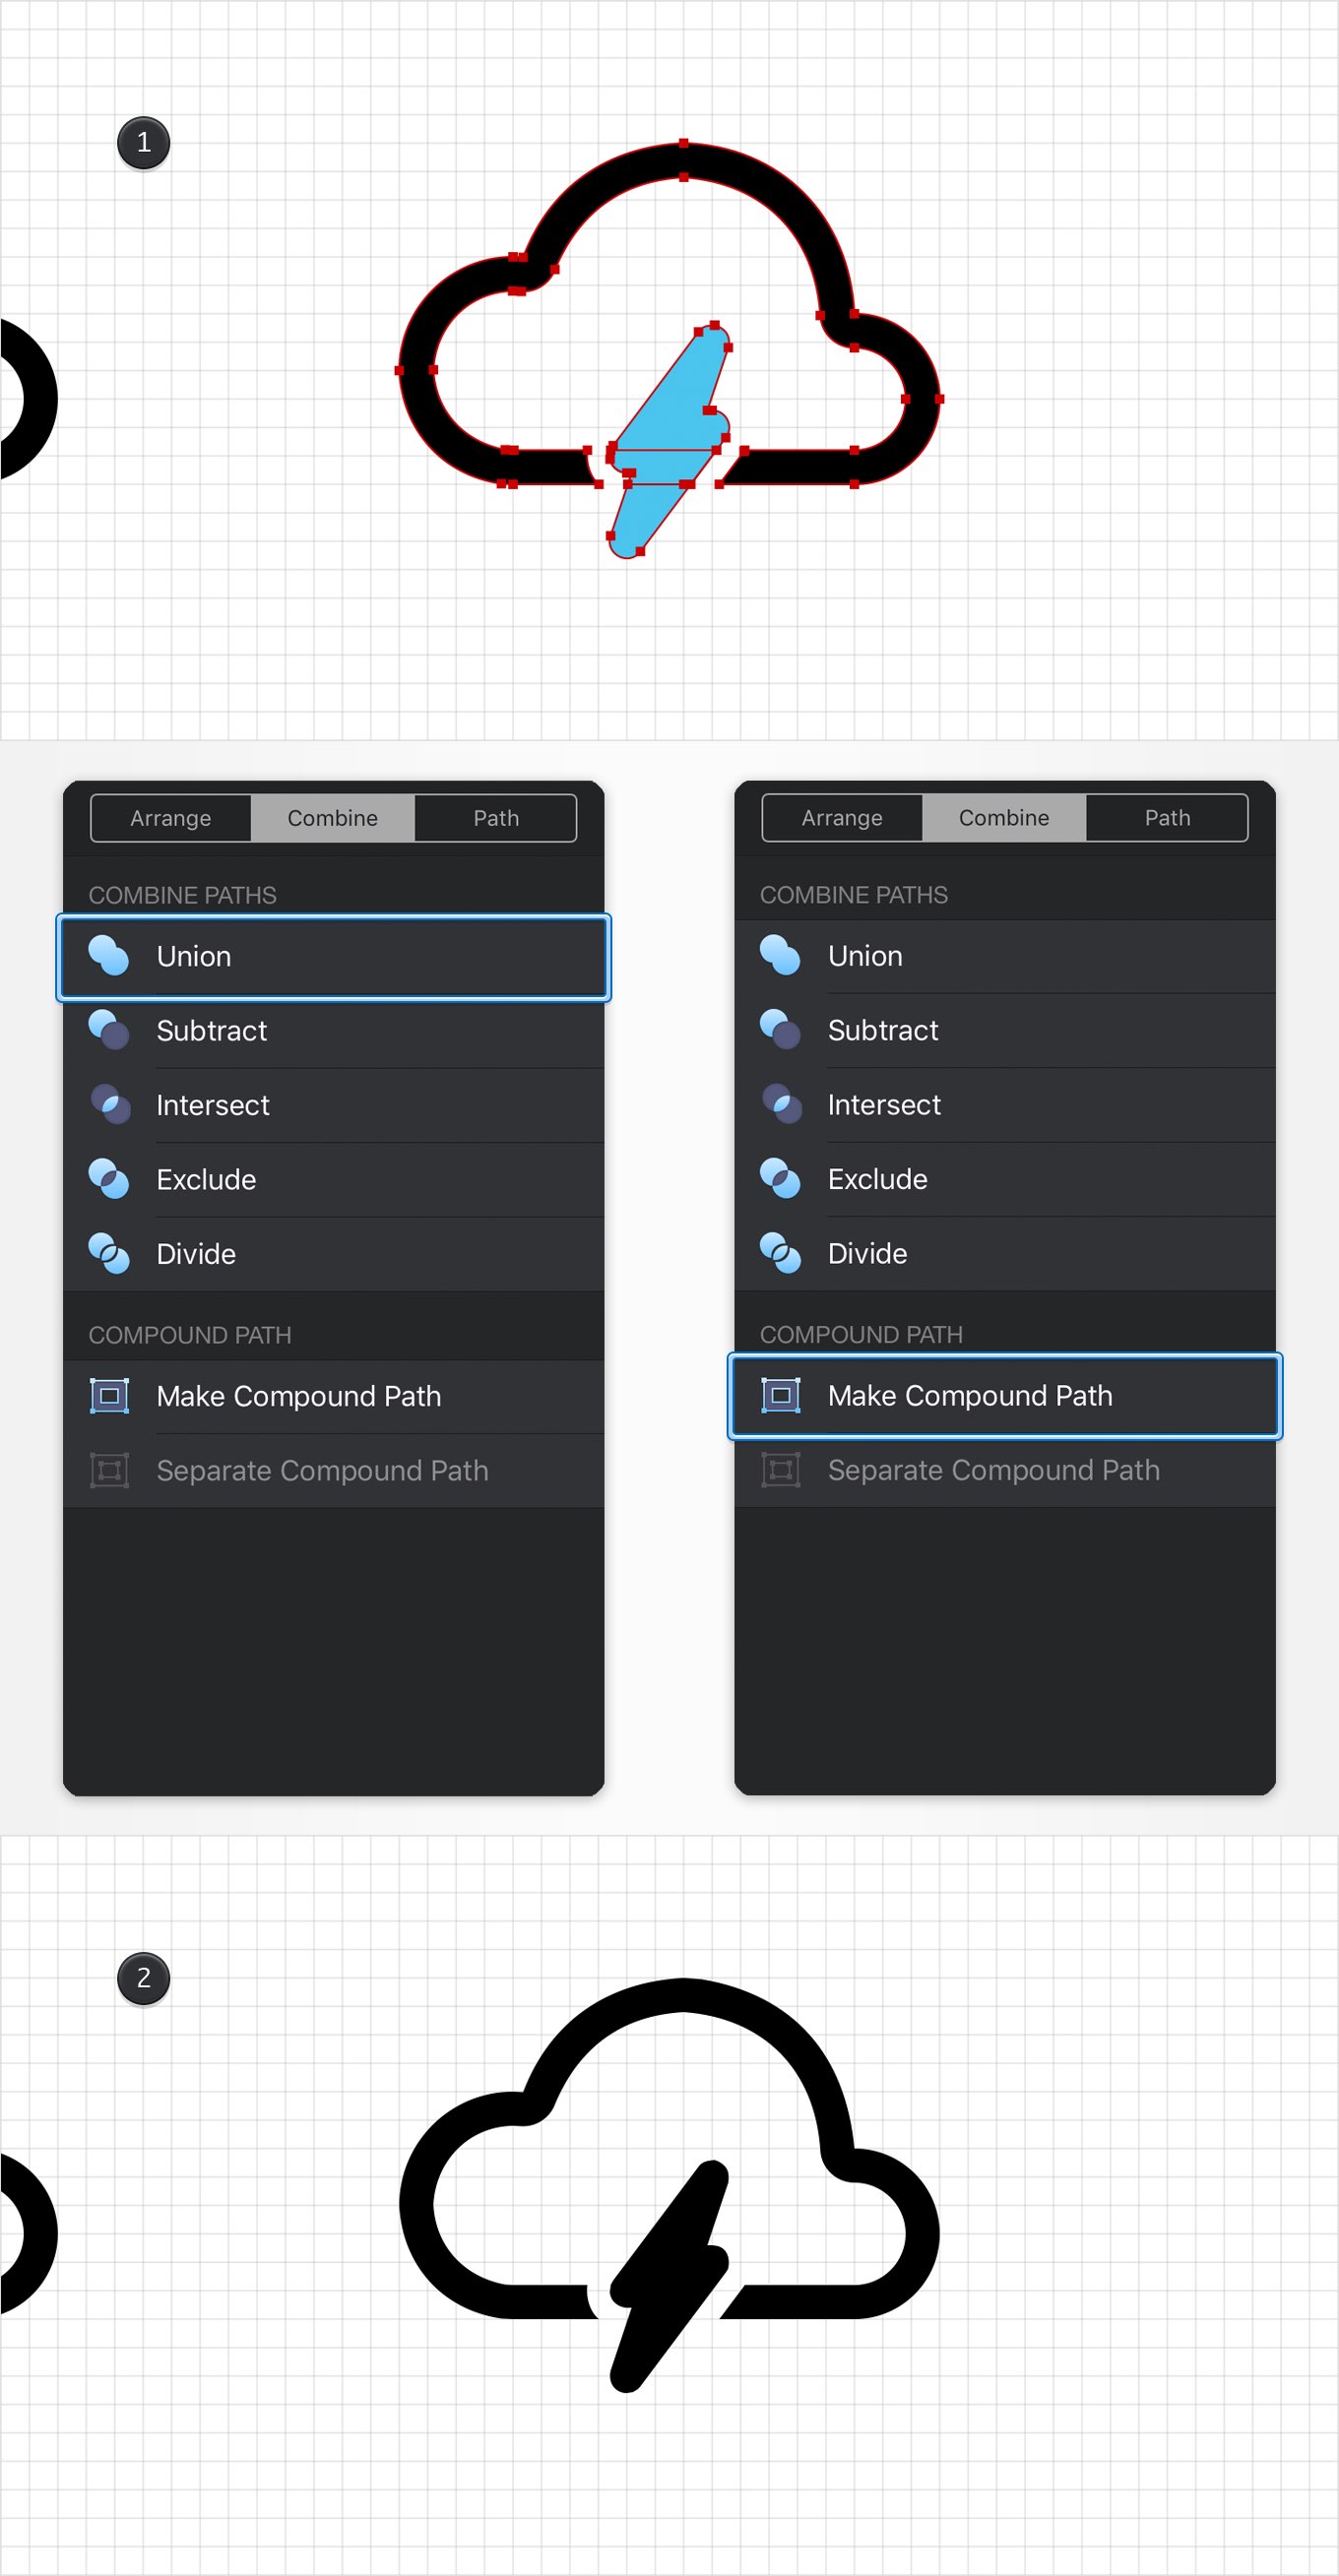 1
Arrange Combine Path
COMBINE PATHS
Union
Subtract
Intersect
Exclude
Divide
COMPOUND PATH
Make Compound Path
Separate Compound Path
Arrange Combine Path
COMBINE PATHS
Union
Subtract
Intersect
Exclude
Divide
COMPOUND PATH
Make Compound Path
Separate Compound Path
2